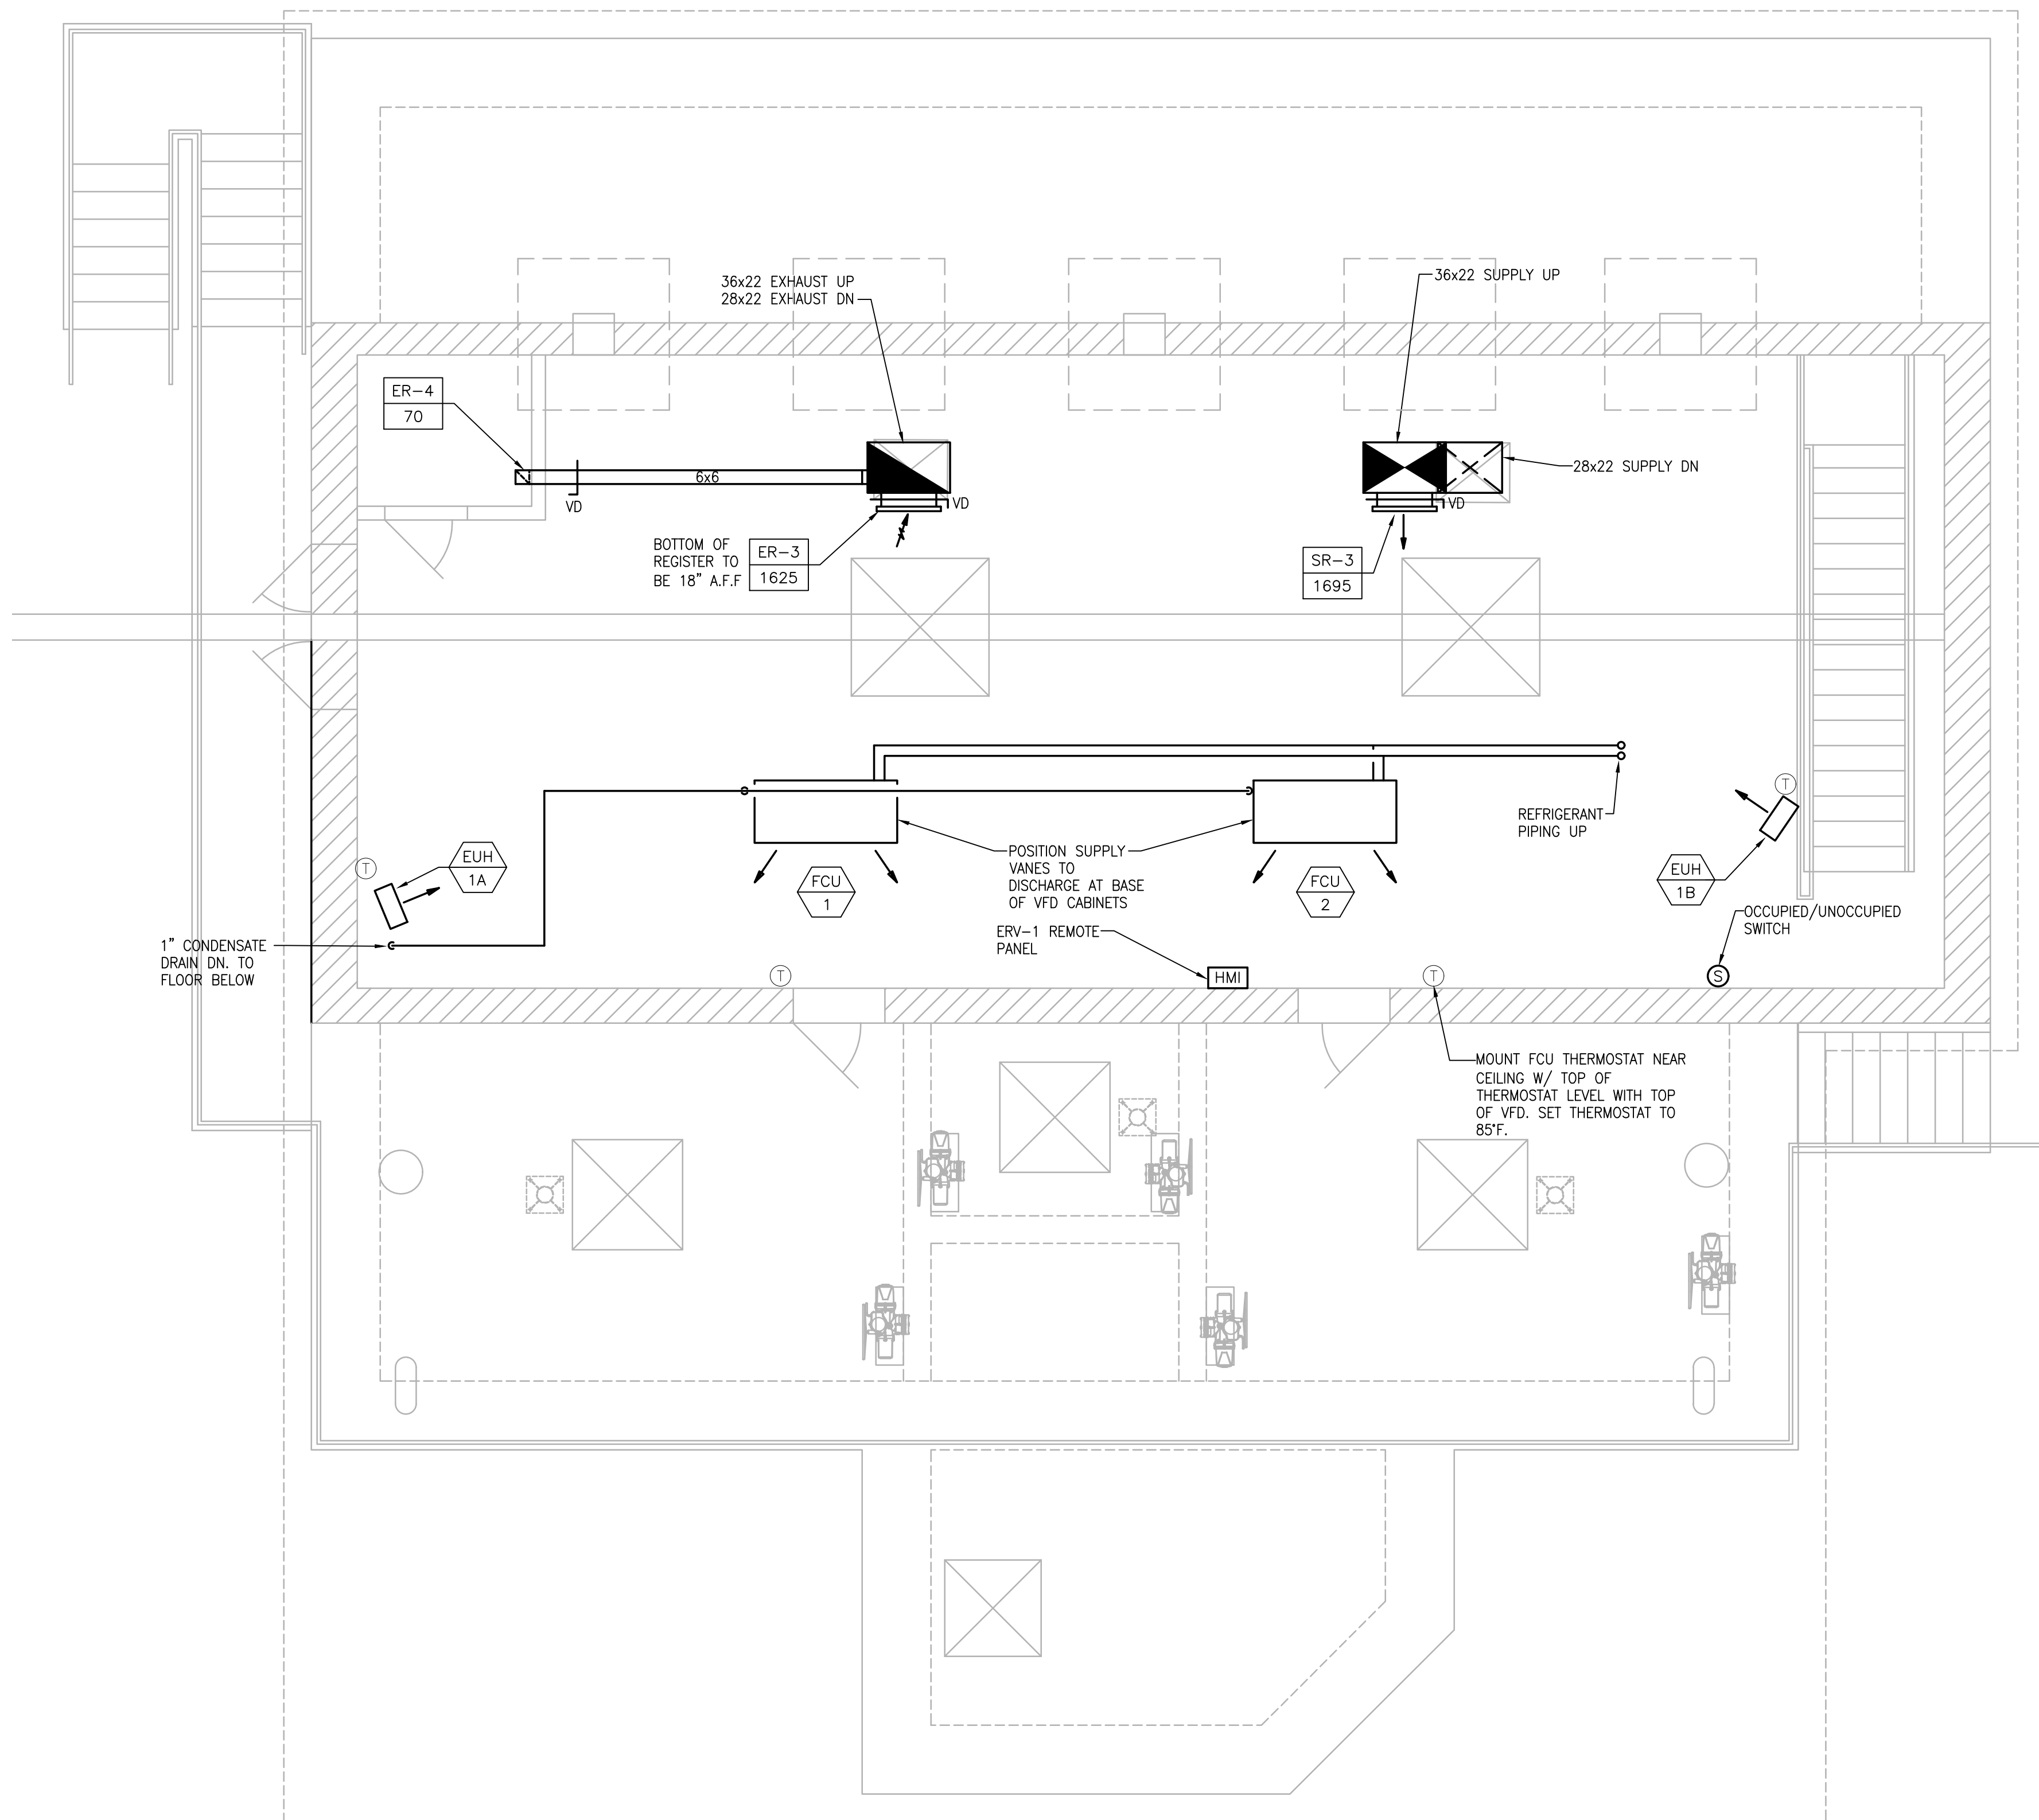 36x22 EXHAUST UP
28x22 EXHAUST DN
36x22 SUPPLY UP
ER-4
70
6x6
VD
VD
28x22 SUPPLY DN
VD
BOTTOM OF
REGISTER TO
BE 18" A.F.F
ER-3
1625
SR-3
1695
REFRIGERANT
PIPING UP
T
T
EUH
1A
POSITION SUPPLY
VANES TO
DISCHARGE AT BASE
OF VFD CABINETS
FCU
1
FCU
2
EUH
1B
OCCUPIED/UNOCCUPIED
SWITCH
ERV-1 REMOTE
PANEL
1" CONDENSATE
DRAIN DN. TO
FLOOR BELOW
T
HMI
T
S
MOUNT FCU THERMOSTAT NEAR
CEILING W/ TOP OF
THERMOSTAT LEVEL WITH TOP
OF VFD. SET THERMOSTAT TO
85°F.